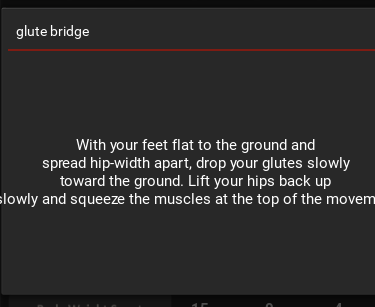 glute bridge
With your feet flat to the ground and
spread hip-width apart, drop your glutes slowly
toward the ground. Lift your hips back up
slowly and squeeze the muscles at the top of the movem
15